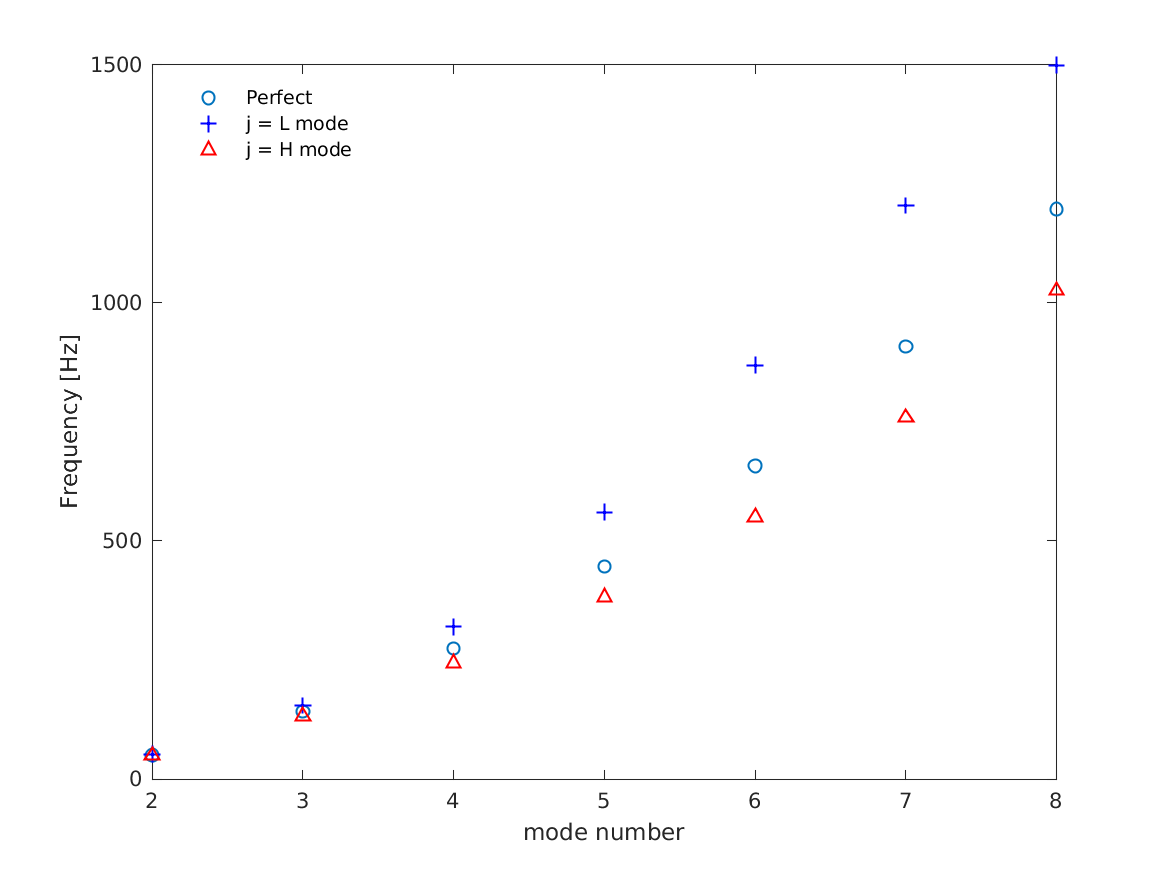 1500
Perfect
j = L mode
j = H mode
1000
Frequency [Hz]
500
0
2 3 4 5 6 7 8
mode number